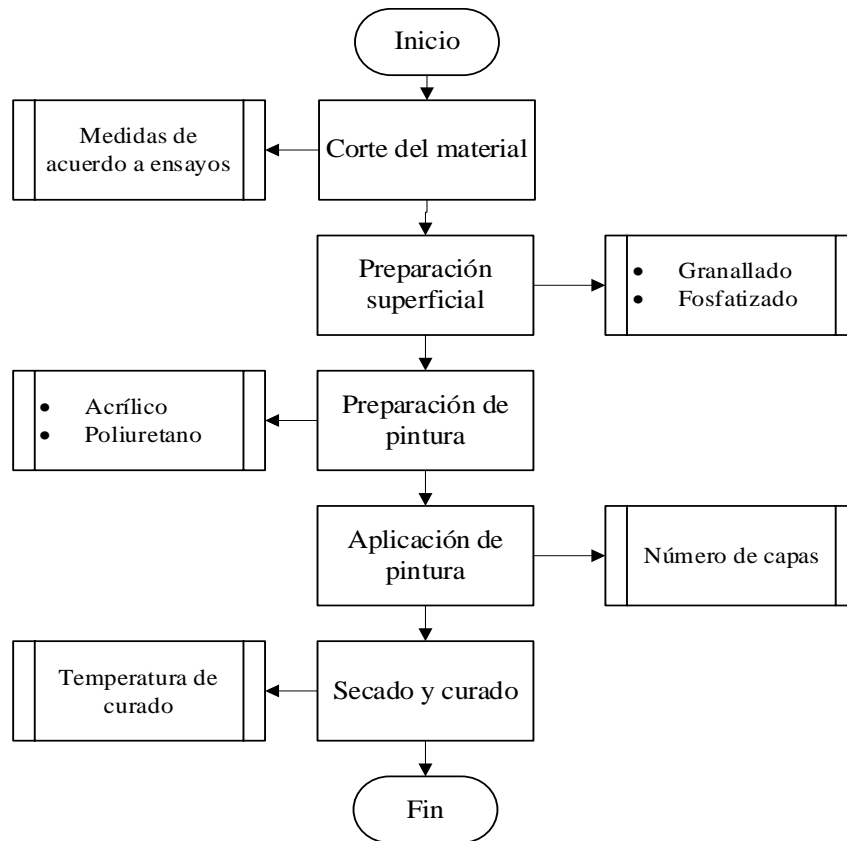 Inicio
Medidas de
acuerdo a ensayos
Corte del material
Preparación
superficial
• Granallado
• Fosfatizado
• Acrílico
• Poliuretano
Preparación de
pintura
Aplicación de
pintura
Número de capas
Temperatura de
curado
Secado y curado
Fin